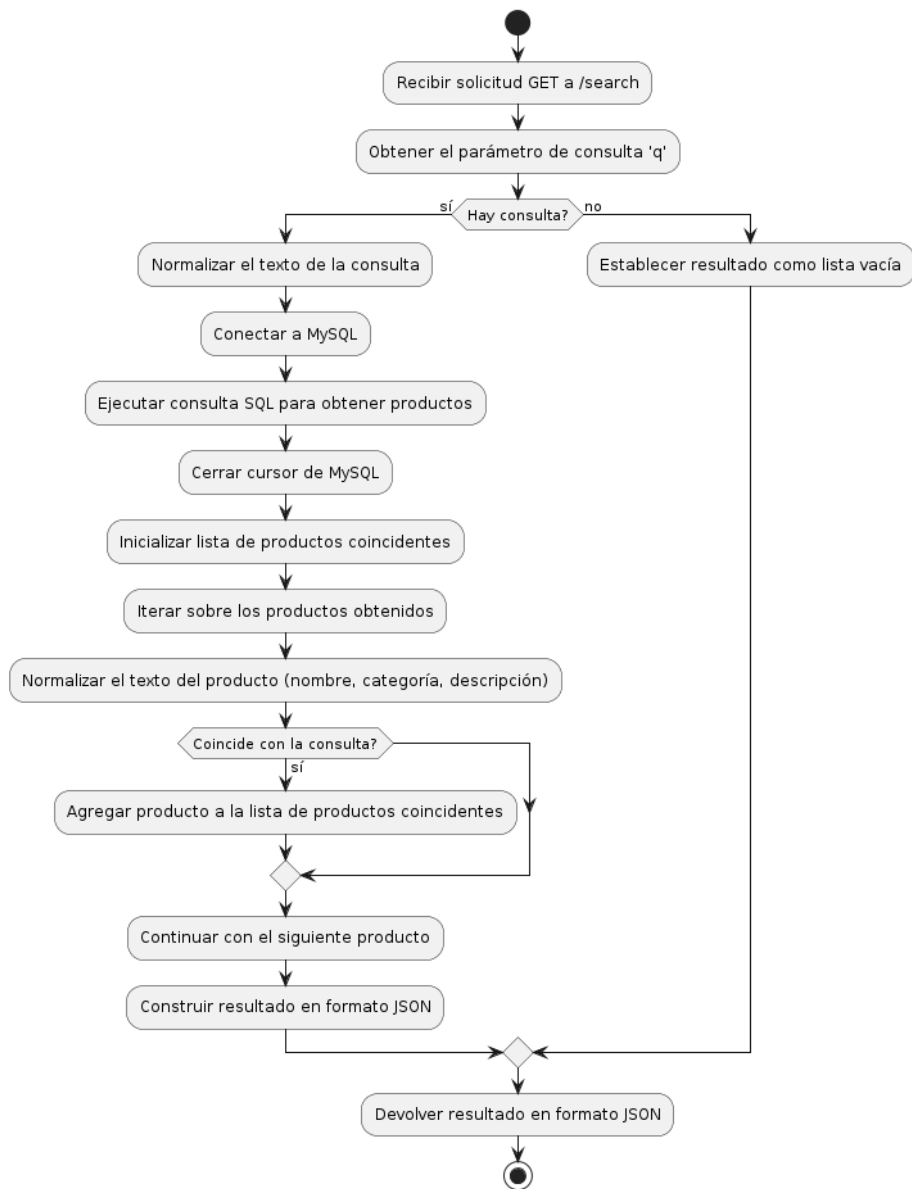 Recibir solicitud GET a /search
Obtener el parámetro de consulta 'q'
sí
Hay consulta?
no
Normalizar el texto de la consulta
Establecer resultado como lista vacía
Conectar a MySQL
Ejecutar consulta SQL para obtener productos
Cerrar cursor de MySQL
Inicializar lista de productos coincidentes
Iterar sobre los productos obtenidos
Normalizar el texto del producto (nombre, categoría, descripción)
Coincide con la consulta?
sí
Agregar producto a la lista de productos coincidentes
Continuar con el siguiente producto
Construir resultado en formato JSON
Devolver resultado en formato JSON